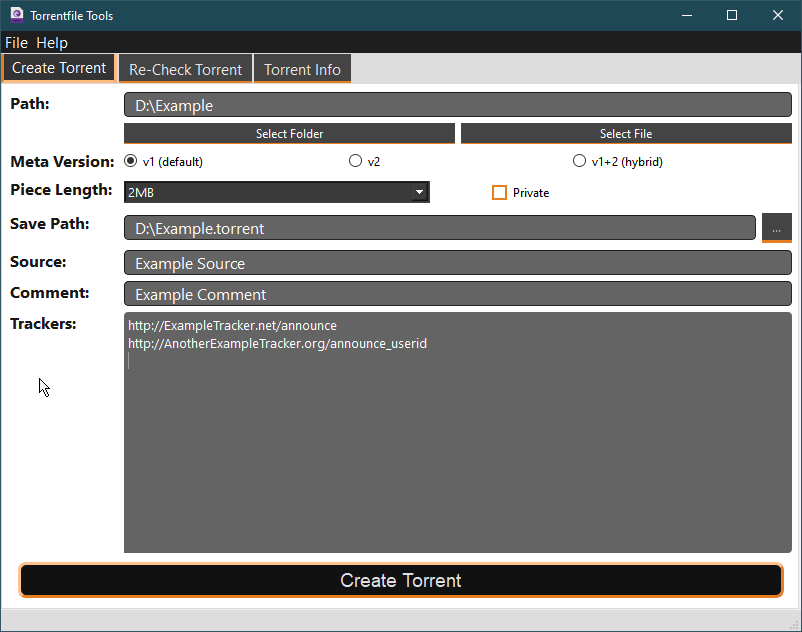 Torrentfile Tools
File Help
Create Torrent Re-Check Torrent Torrent Info
Path: D:\Example
Select Folder Select File
Meta Version: v1 (default) v2 v1+2 (hybrid)
Piece Length: 2MB Private
Save Path: D:\Example.torrent ...
Source: Example Source
Comment: Example Comment
Trackers: http://ExampleTracker.net/announce
http://AnotherExampleTracker.org/announce_userid
Create Torrent